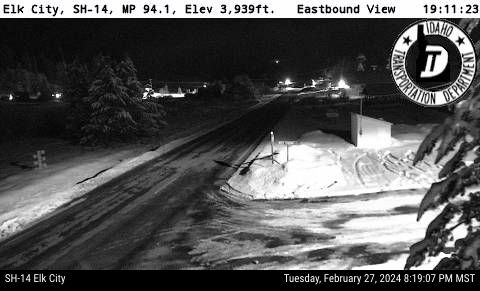 Elk City, SH-14, MP 94.1, Elev 3,939ft. Eastbound View 19:11:23
IDAHO
TRANSPORTATION DEPARTMENT
SH-14 Elk City Tuesday, February 27, 2024 8:19:07 PM MST